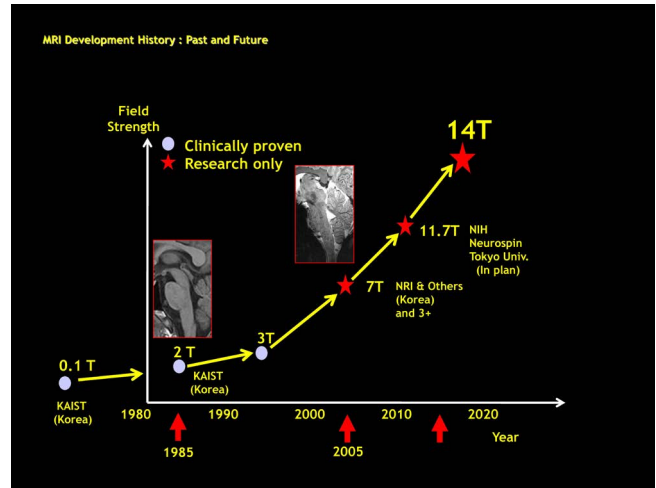 MRI Development History : Past and Future
Field
Strength
Clinically proven
Research only
14T
11.7T
NIH
Neurospin
Tokyo Univ.
(In plan)
7T
NRI & Others
(Korea)
and 3+
3T
2 T
KAIST
(Korea)
0.1 T
KAIST
(Korea)
1980
1990
2000
2010
2020
Year
1985
2005